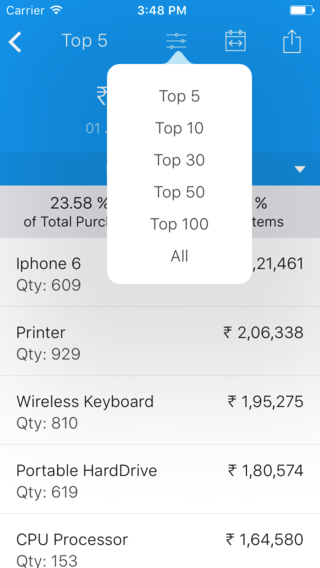 Carrier 3:48 PM
Top 5
₹
01 J
Top 5
Top 10
Top 30
Top 50
Top 100
All
23.58 % %
of Total Purch tems
Iphone 6 ,21,461
Qty: 609
Printer ₹ 2,06,338
Qty: 929
Wireless Keyboard ₹ 1,95,275
Qty: 810
Portable HardDrive ₹ 1,80,574
Qty: 619
CPU Processor ₹ 1,64,580
Qty: 153